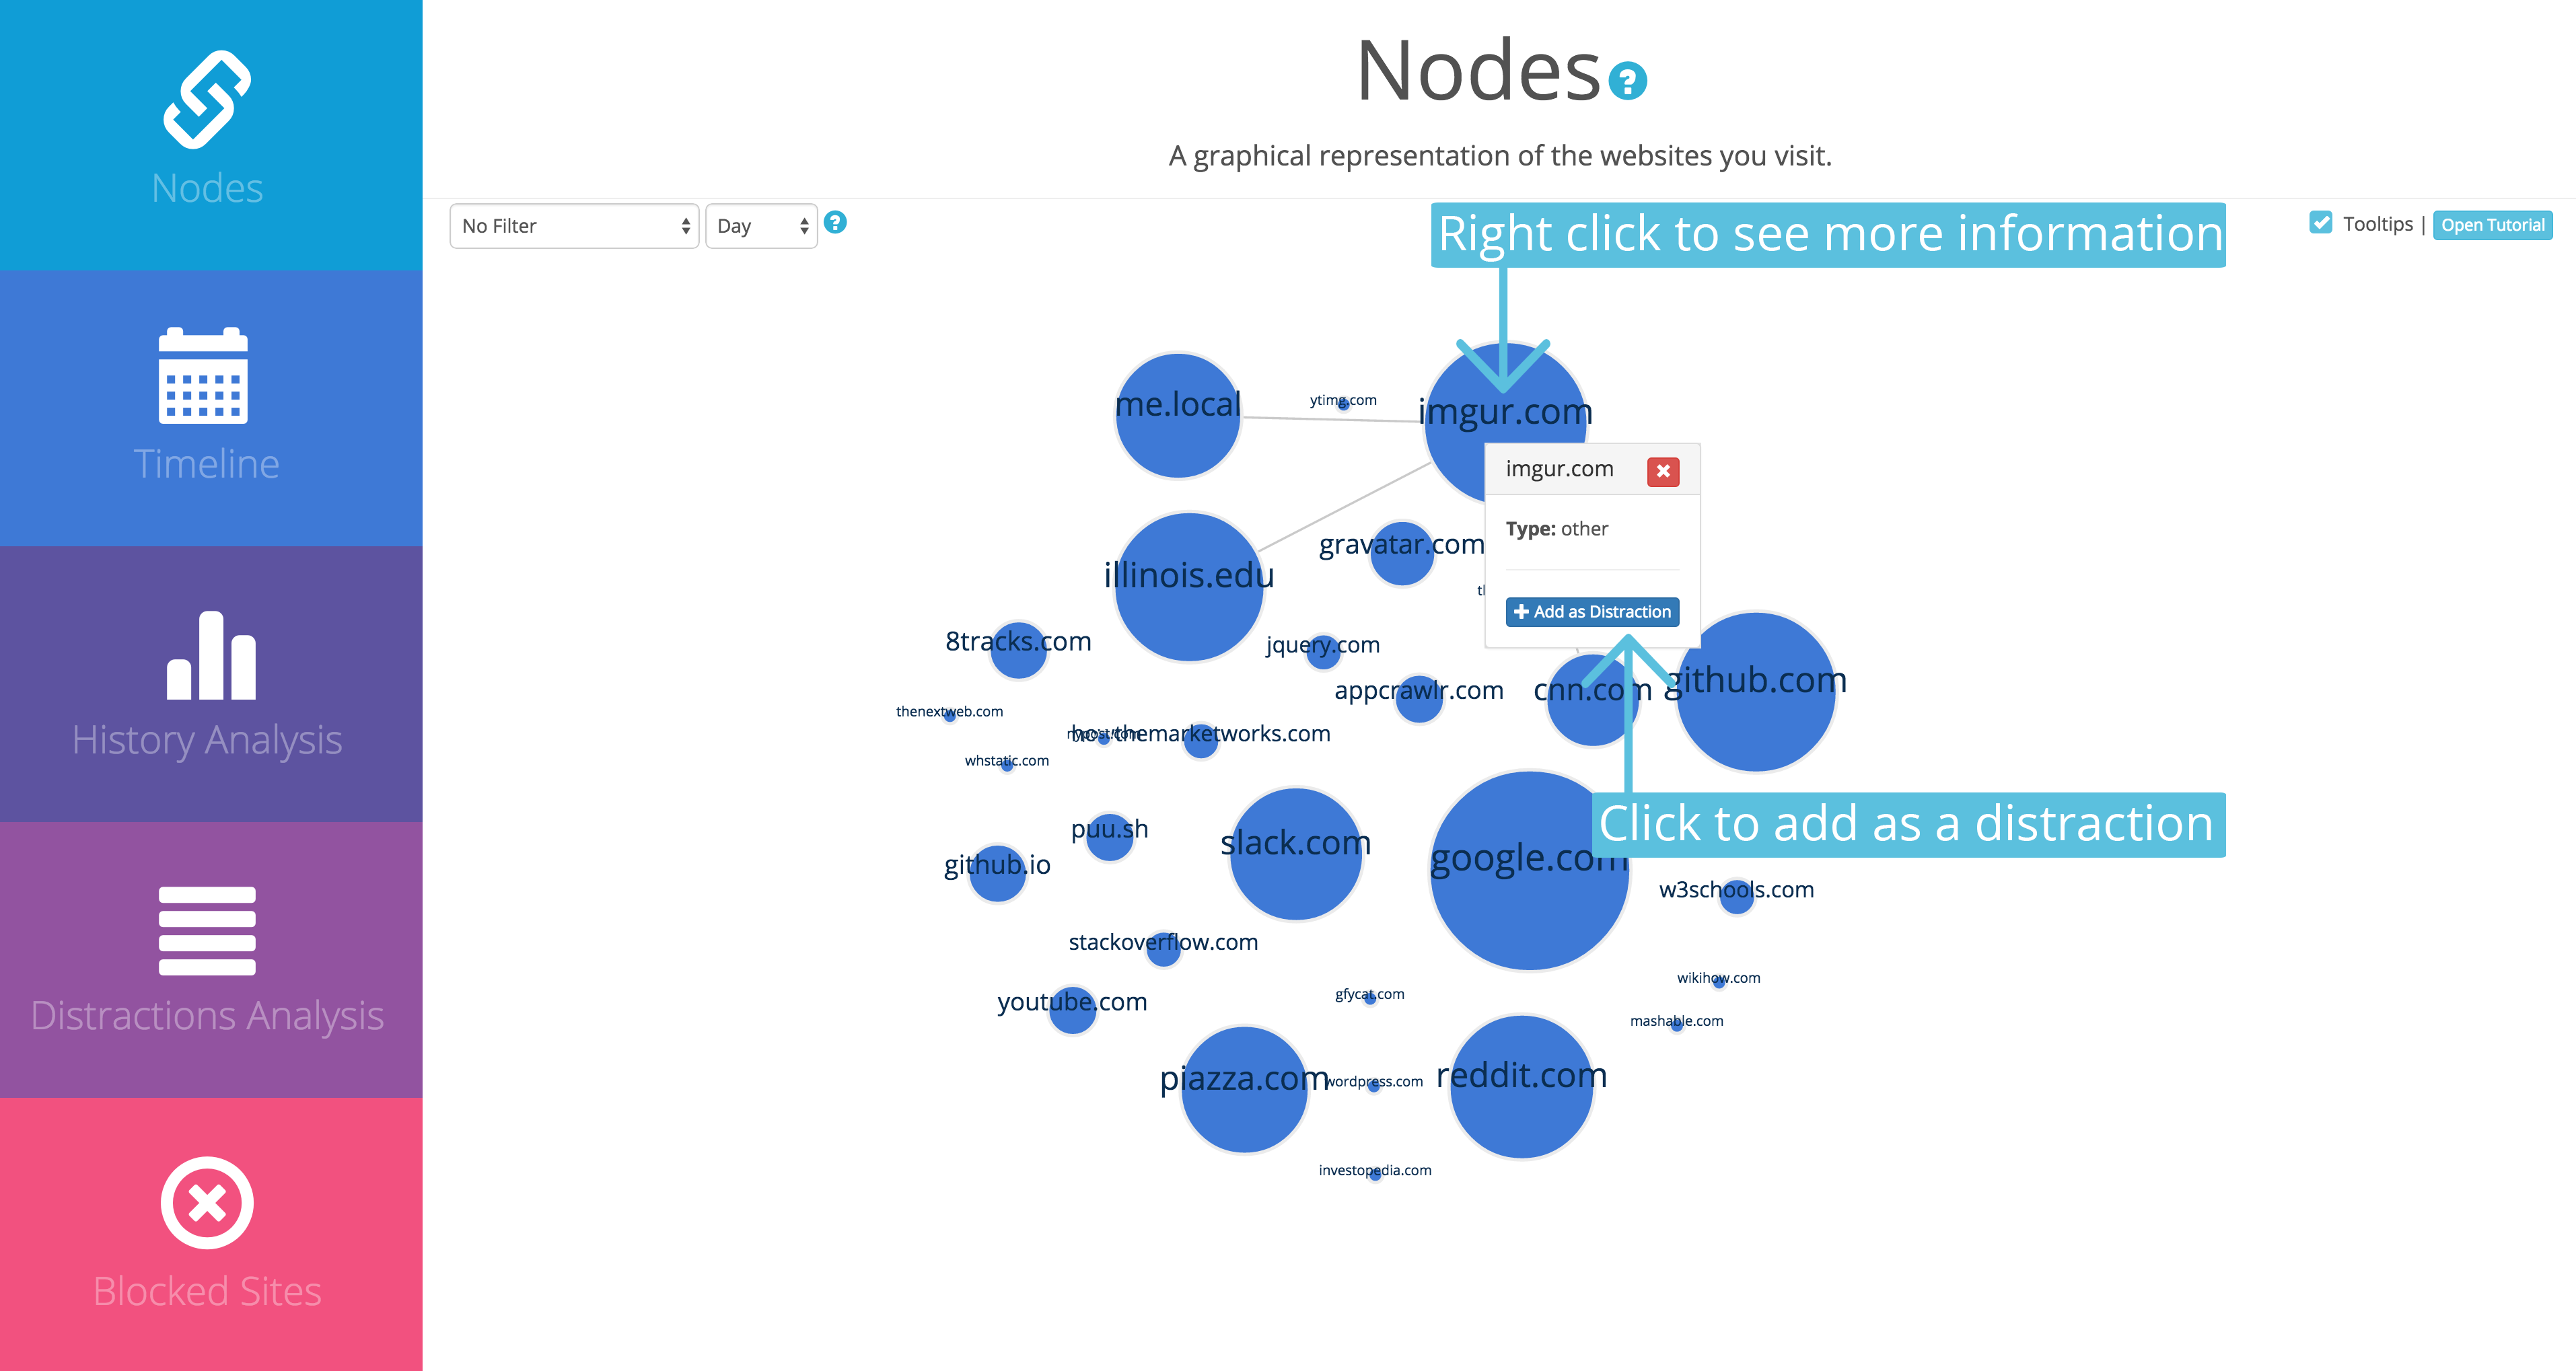 Nodes
Timeline
History Analysis
Distractions Analysis
Blocked Sites
Nodes
A graphical representation of the websites you visit.
No Filter
Day
Right click to see more information
Tooltips |
Open Tutorial
me.local
ytimg.com
imgur.com
imgur.com
Type: other
Add as Distraction
gravatar.com
illinois.edu
8tracks.com
jquery.com
appcrawlr.com
cnn.com
github.com
thenextweb.com
nypost.com
howthemarketworks.com
whstatic.com
Click to add as a distraction
puu.sh
slack.com
google.com
github.io
w3schools.com
stackoverflow.com
wikihow.com
gfycat.com
youtube.com
mashable.com
piazza.com
wordpress.com
reddit.com
investopedia.com